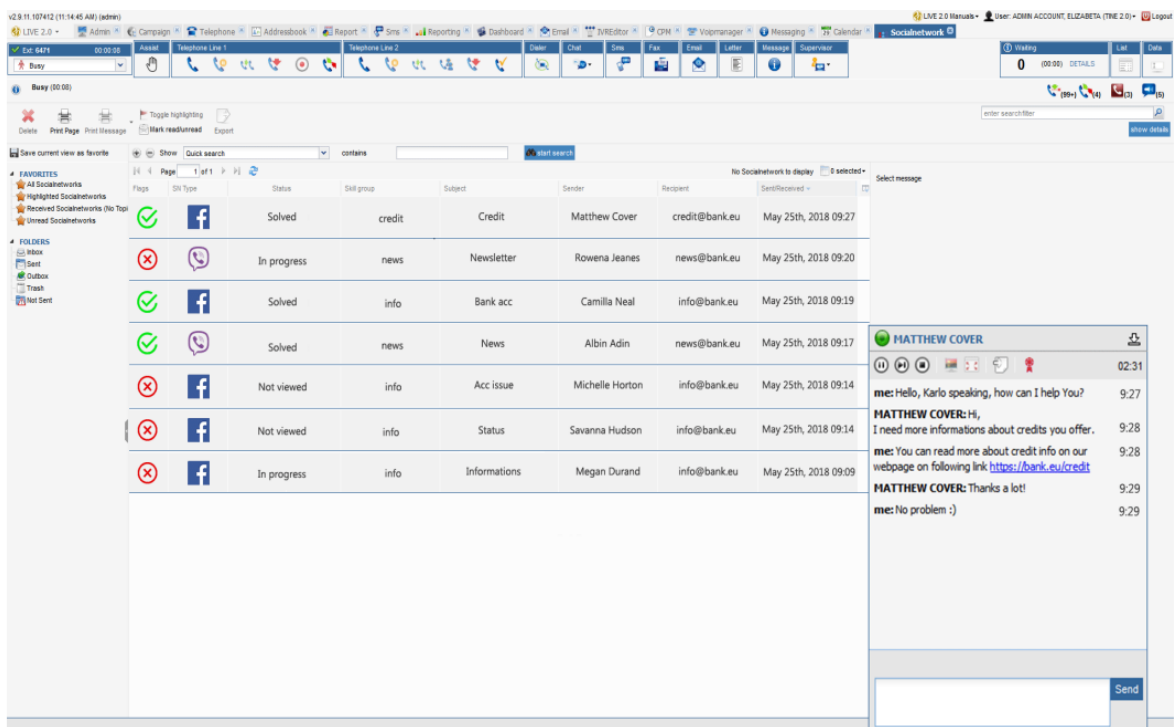 v2.9.11.107412 (11:14:45 AM) (admin)
LIVE 2.0 Manuals User: ADMIN ACCOUNT, ELIZABETA (TINE 2.0) Logout
LIVE 2.0 Admin Campaign Telephone Addressbook Report Sms Reporting Dashboard Email IVREditor CPM Voipmanager Messaging Calendar Socialnetwork
Ext: 6471 00:00:08 Assist Telephone Line 1 Telephone Line 2 Dialer Chat Sms Fax Email Letter Message Supervisor Waiting List Data
Busy 0 (00:00) DETAILS
Busy (00:08) (99+) (4) (3) (5)
Toggle highlighting enter searchfilter
Delete Print Page Print Message Mark read/unread Export show details
Save current view as favorite Show Quick search contains start search
FAVORITES Page 1 of 1 No Socialnetwork to display 0 selected Select message
All Socialnetworks
Highlighted Socialnetworks
Received Socialnetworks (No Topi
Unread Socialnetworks
FOLDERS
Inbox
Sent
Outbox
Trash
Not Sent
Flags SN Type Status Skill group Subject Sender Recipient Sent/Received
Solved credit Credit Matthew Cover credit@bank.eu May 25th, 2018 09:27
In progress news Newsletter Rowena Jeanes news@bank.eu May 25th, 2018 09:20
Solved info Bank acc Camilla Neal info@bank.eu May 25th, 2018 09:19
Solved news News Albin Adin news@bank.eu May 25th, 2018 09:17
Not viewed info Acc issue Michelle Horton info@bank.eu May 25th, 2018 09:14
Not viewed info Status Savanna Hudson info@bank.eu May 25th, 2018 09:14
In progress info Informations Megan Durand info@bank.eu May 25th, 2018 09:09
MATTHEW COVER
02:31
me: Hello, Karlo speaking, how can I help You? 9:27
MATTHEW COVER: Hi,
I need more informations about credits you offer. 9:28
me: You can read more about credit info on our 9:28
webpage on following link https://bank.eu/credit
MATTHEW COVER: Thanks a lot! 9:29
me: No problem :) 9:29
Send